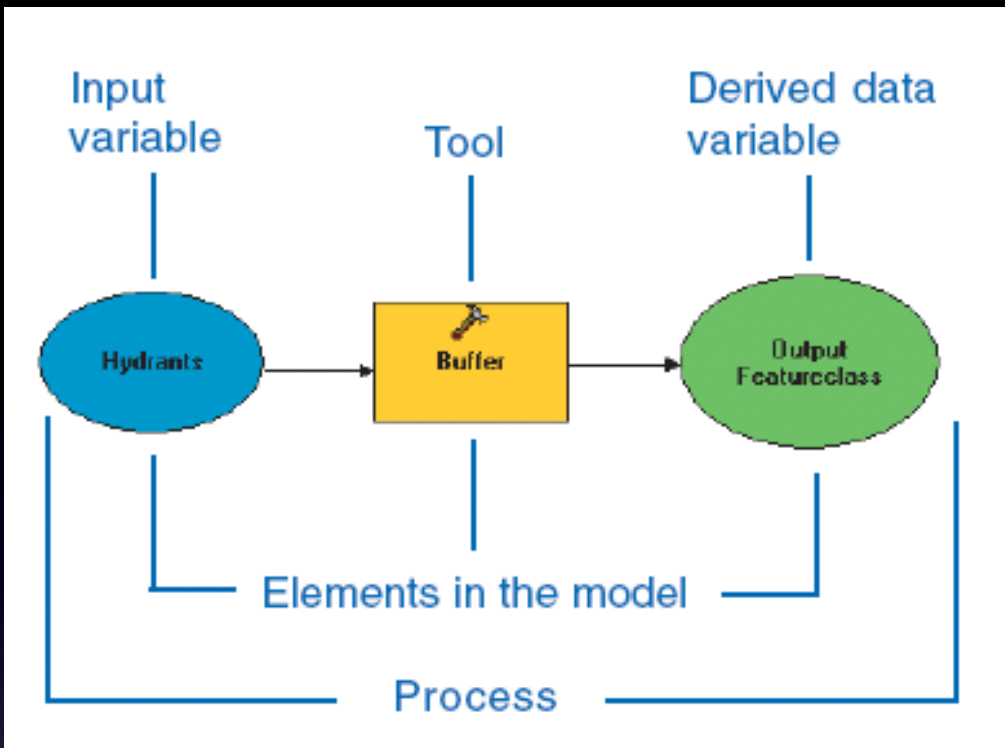 Input
variable
Tool
Derived data
variable
Hydrants
Buffer
Output
Featureclass
Elements in the model
Process